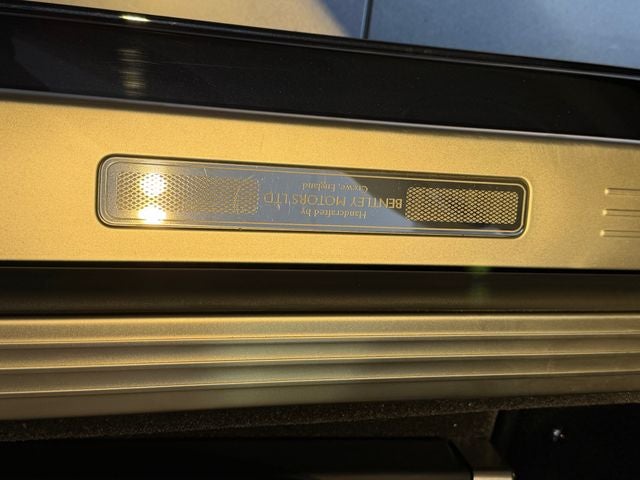 Handcrafted by
BENTLEY MOTORS LTD
Crewe, England